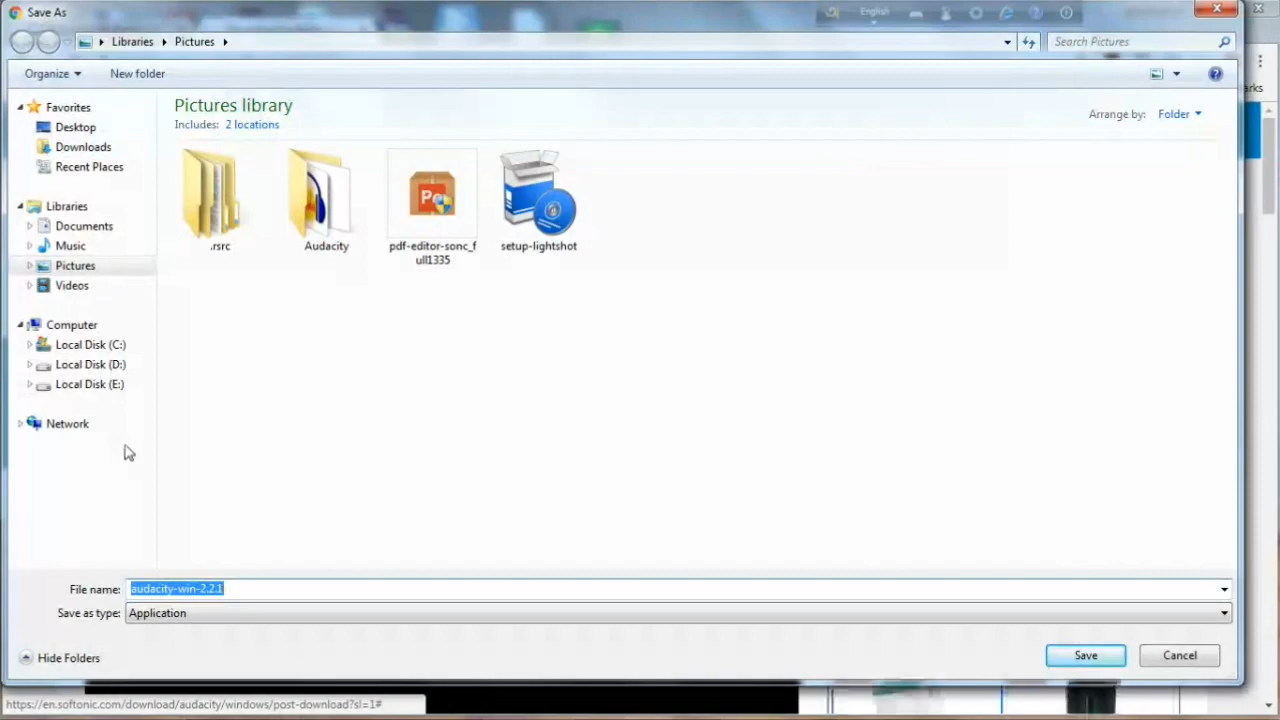 Save As
English
Libraries Pictures
Search Pictures
Organize
New folder
arks
Favorites
Desktop
Downloads
Recent Places
Libraries
Documents
Music
Pictures
Videos
Computer
Local Disk (C:)
Local Disk (D:)
Local Disk (E:)
Network
Pictures library
Includes: 2 locations
Arrange by: Folder
.rsrc
Audacity
pdf-editor-sonc_f
ull1335
setup-lightshot
File name: audacity-win-2.2.1
Save as type: Application
Hide Folders
Save
Cancel
https://en.softonic.com/download/audacity/windows/post-download?sl=1#